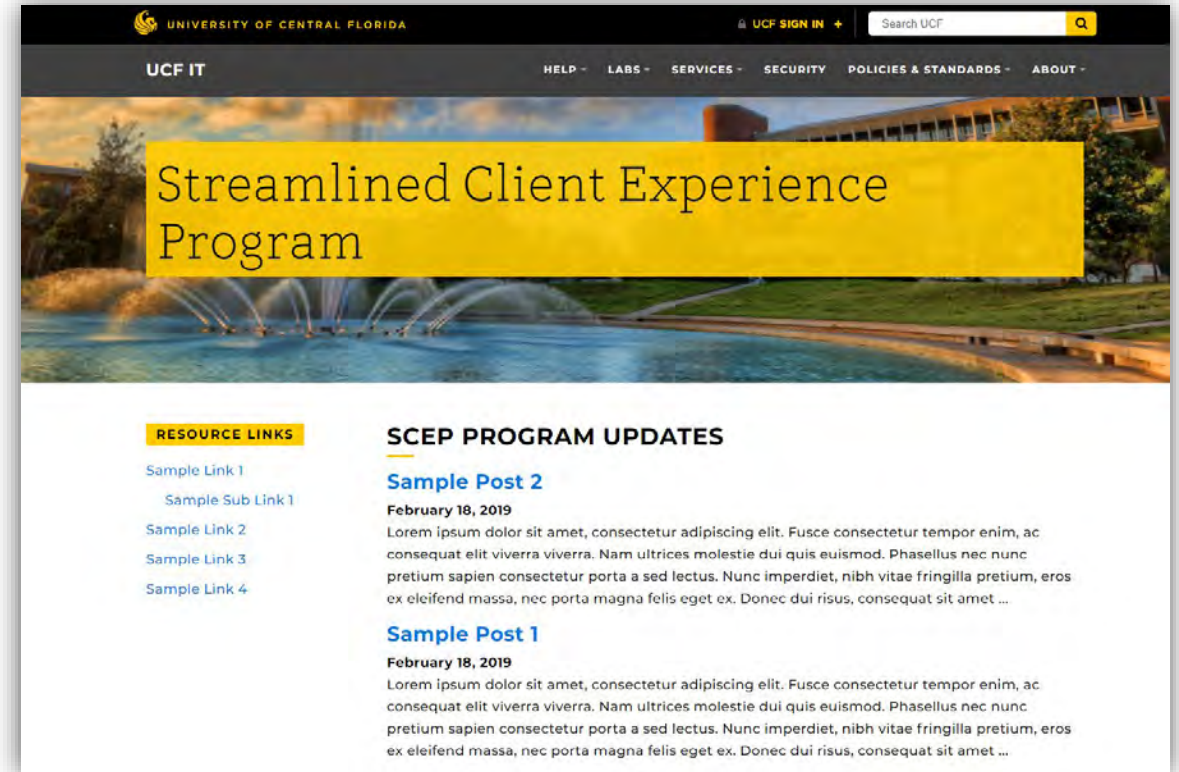 UNIVERSITY OF CENTRAL FLORIDA
UCF SIGN IN +
Search UCF
UCF IT
HELP
LABS
SERVICES
SECURITY
POLICIES & STANDARDS
ABOUT
Streamlined Client Experience
Program
RESOURCE LINKS
Sample Link 1
Sample Sub Link 1
Sample Link 2
Sample Link 3
Sample Link 4
SCEP PROGRAM UPDATES
Sample Post 2
February 18, 2019
Lorem ipsum dolor sit amet, consectetur adipiscing elit. Fusce consectetur tempor enim, ac
consequat elit viverra viverra. Nam ultrices molestie dui quis euismod. Phasellus nec nunc
pretium sapien consectetur porta a sed lectus. Nunc imperdiet, nibh vitae fringilla pretium, eros
ex eleifend massa, nec porta magna felis eget ex. Donec dui risus, consequat sit amet ...
Sample Post 1
February 18, 2019
Lorem ipsum dolor sit amet, consectetur adipiscing elit. Fusce consectetur tempor enim, ac
consequat elit viverra viverra. Nam ultrices molestie dui quis euismod. Phasellus nec nunc
pretium sapien consectetur porta a sed lectus. Nunc imperdiet, nibh vitae fringilla pretium, eros
ex eleifend massa, nec porta magna felis eget ex. Donec dui risus, consequat sit amet ...